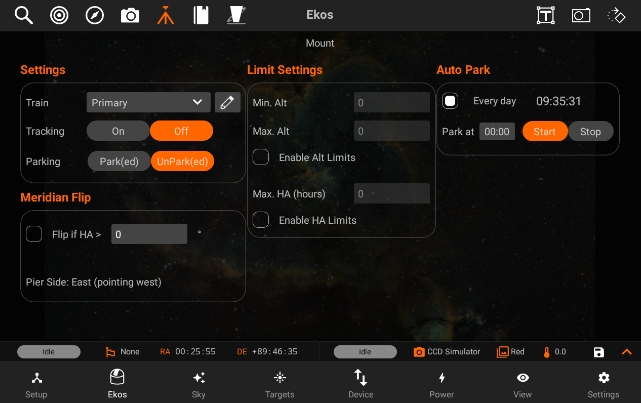 Ekos
Mount
Settings
Train Primary
Tracking On Off
Parking Park(ed) UnPark(ed)
Meridian Flip
Flip if HA > 0 °
Pier Side: East (pointing west)
Limit Settings
Min. Alt 0
Max. Alt 0
Enable Alt Limits
Max. HA (hours) 0
Enable HA Limits
Auto Park
Every day 09:35:31
Park at 00:00 Start Stop
Idle None RA 00:25:55 DE +89:46:35 Idle CCD Simulator Red 0.0
Setup Ekos Sky Targets Device Power View Settings